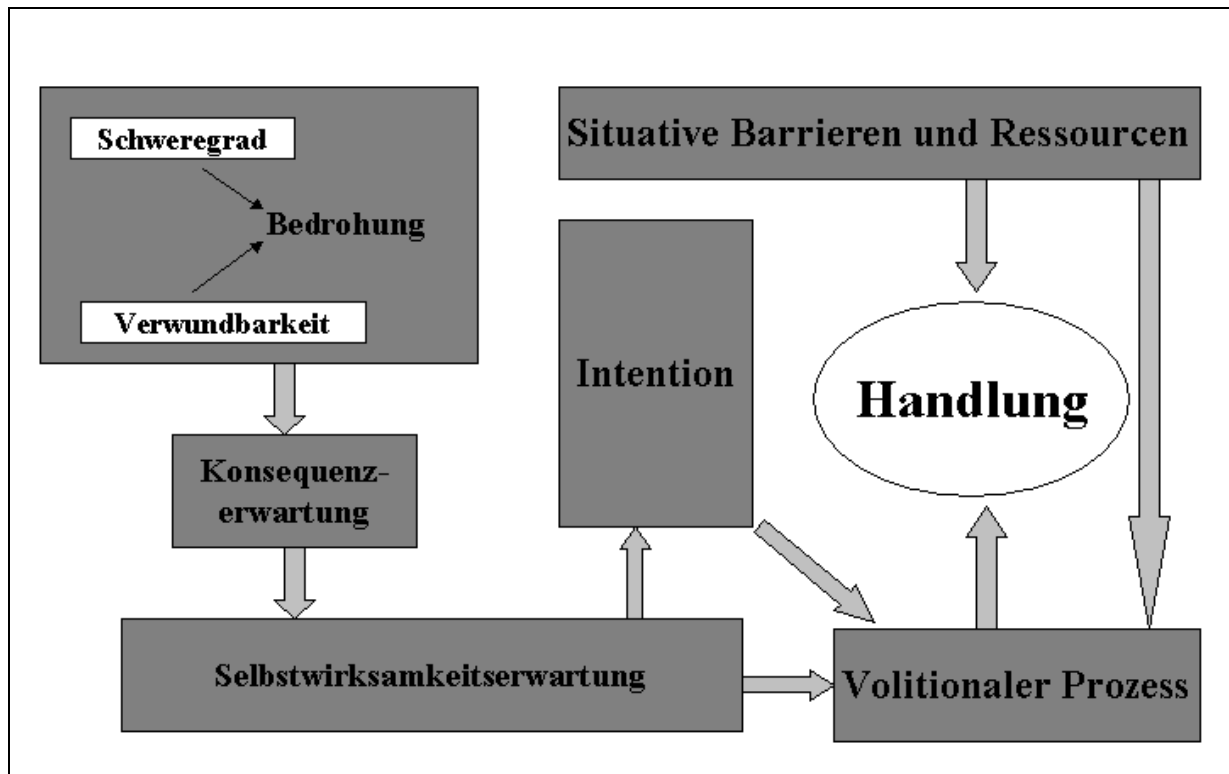 Schweregrad
Bedrohung
Verwundbarkeit
Situative Barrieren und Ressourcen
Intention
Handlung
Konsequenz-
erwartung
Selbstwirksamkeitserwartung
Volitionaler Prozess